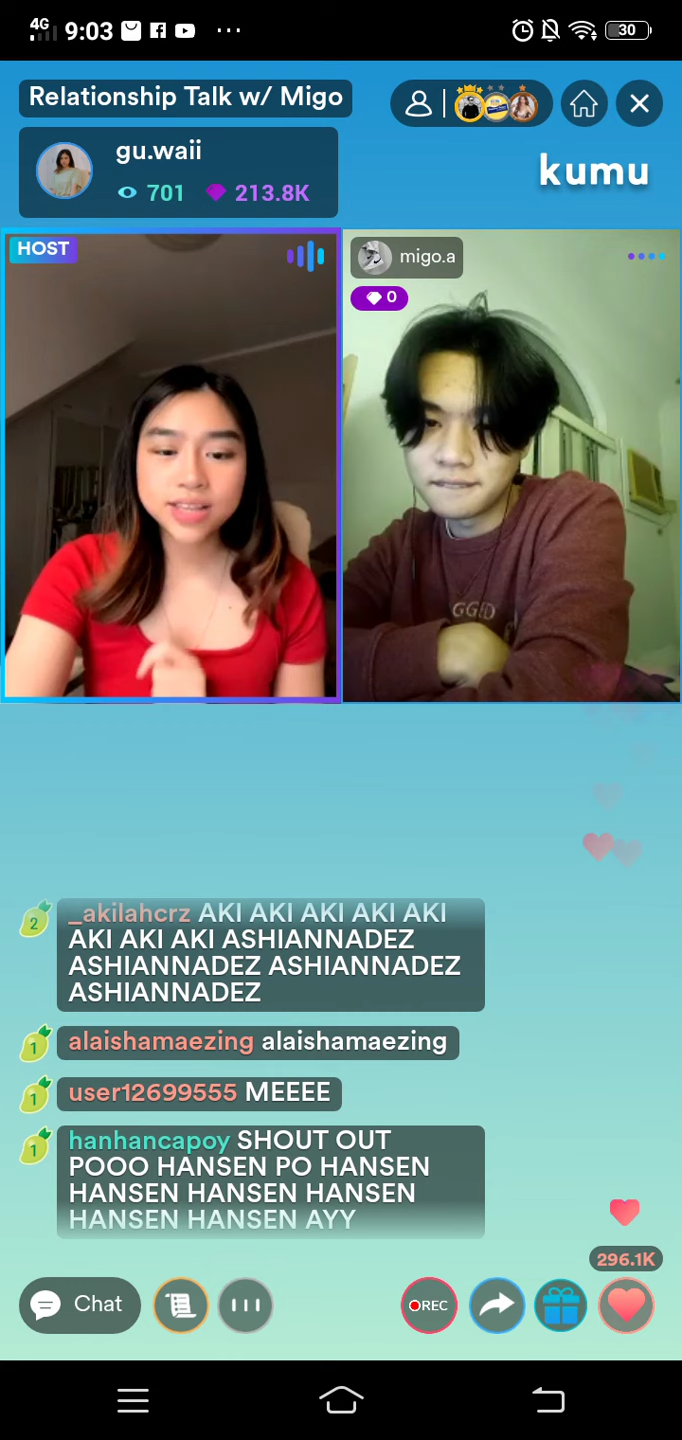 4G 9:03 ... 30
Relationship Talk w/ Migo
gu.waii
701 213.8K
kumu
HOST
migo.a
0
GGED
2 _akilahcrz AKI AKI AKI AKI AKI
AKI AKI AKI ASHIANNADEZ
ASHIANNADEZ ASHIANNADEZ
ASHIANNADEZ
1 alaishamaezing alaishamaezing
1 user12699555 MEEEE
1 hanhancapoy SHOUT OUT
POOO HANSEN PO HANSEN
HANSEN HANSEN HANSEN
HANSEN HANSEN AYY
296.1K
Chat
REC